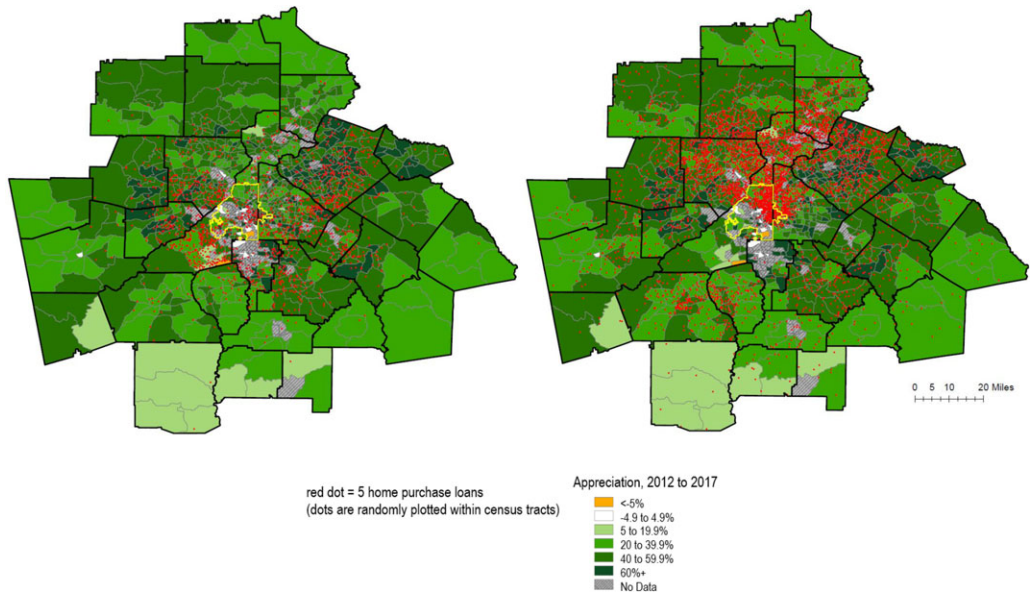 0 5 10 20 Miles
red dot = 5 home purchase loans
(dots are randomly plotted within census tracts)
Appreciation, 2012 to 2017
<-5%
-4.9 to 4.9%
5 to 19.9%
20 to 39.9%
40 to 59.9%
60%+
No Data